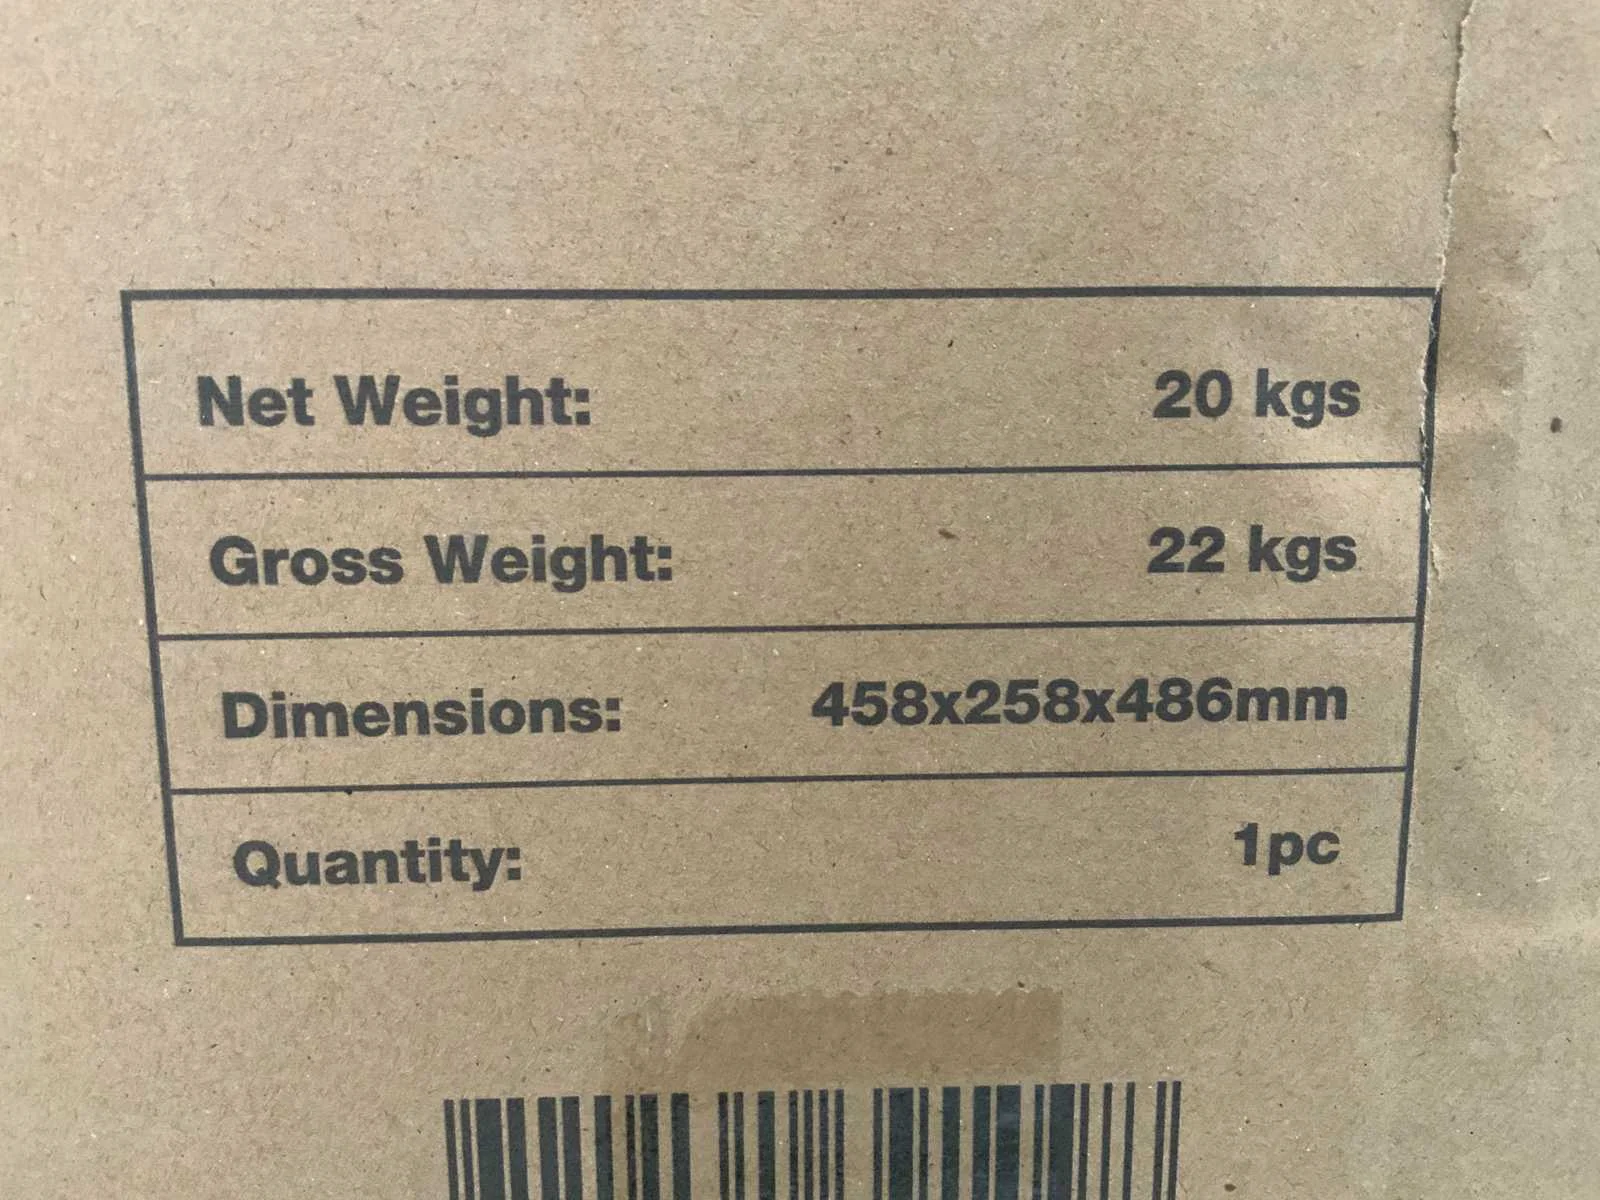 Net Weight: 20 kgs
Gross Weight: 22 kgs
Dimensions: 458x258x486mm
Quantity: 1pc